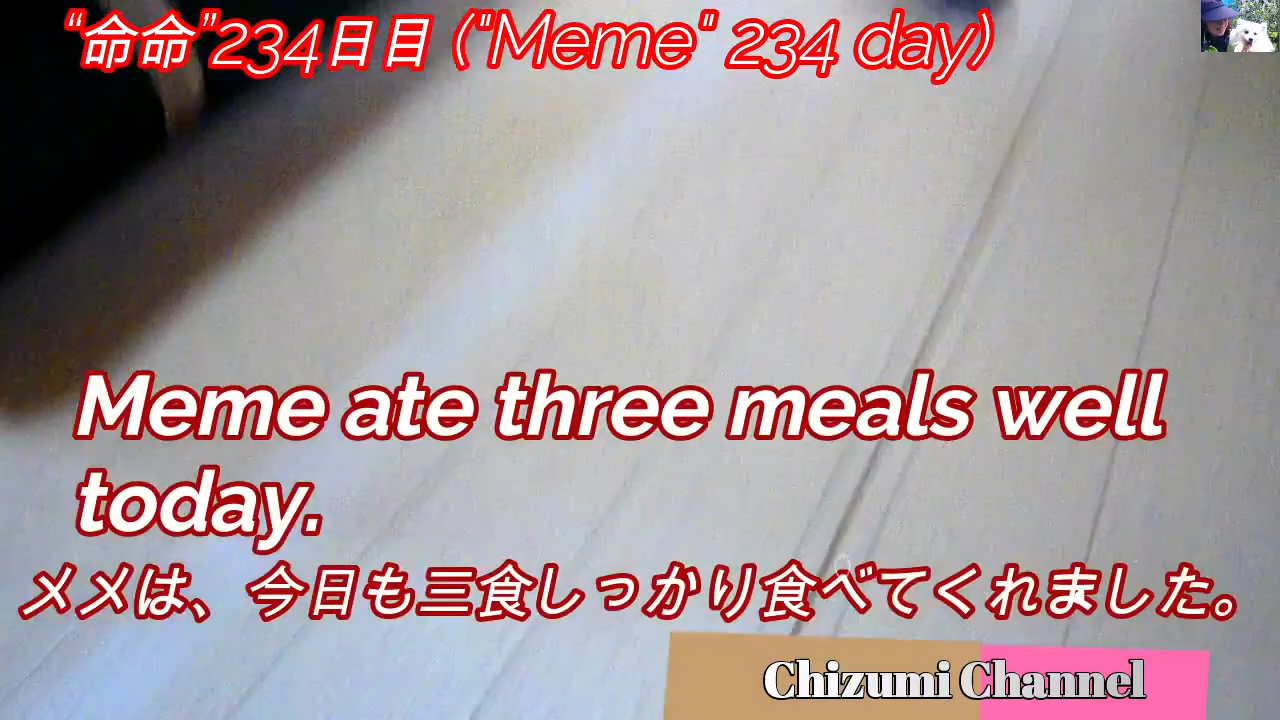 “命命”234日目 ("Meme" 234 day)
Meme ate three meals well
today.
メメは、今日も三食しっかり食べてくれました。
Chizumi Channel